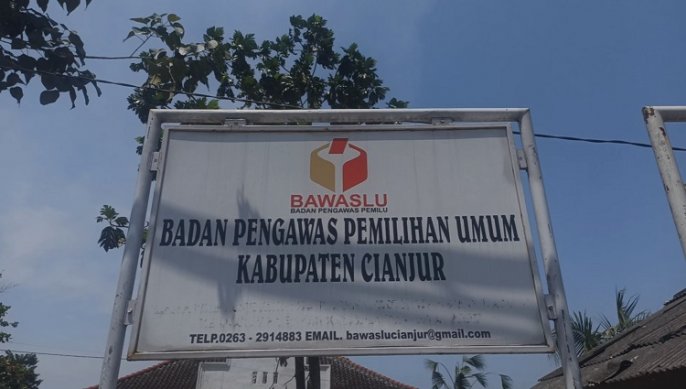 BAWASLU
BADAN PENGAWAS PEMILU
BADAN PENGAWAS PEMILIHAN UMUM
KABUPATEN CIANJUR
TELP.0263 - 2914883 EMAIL. bawaslucianjur@gmail.com